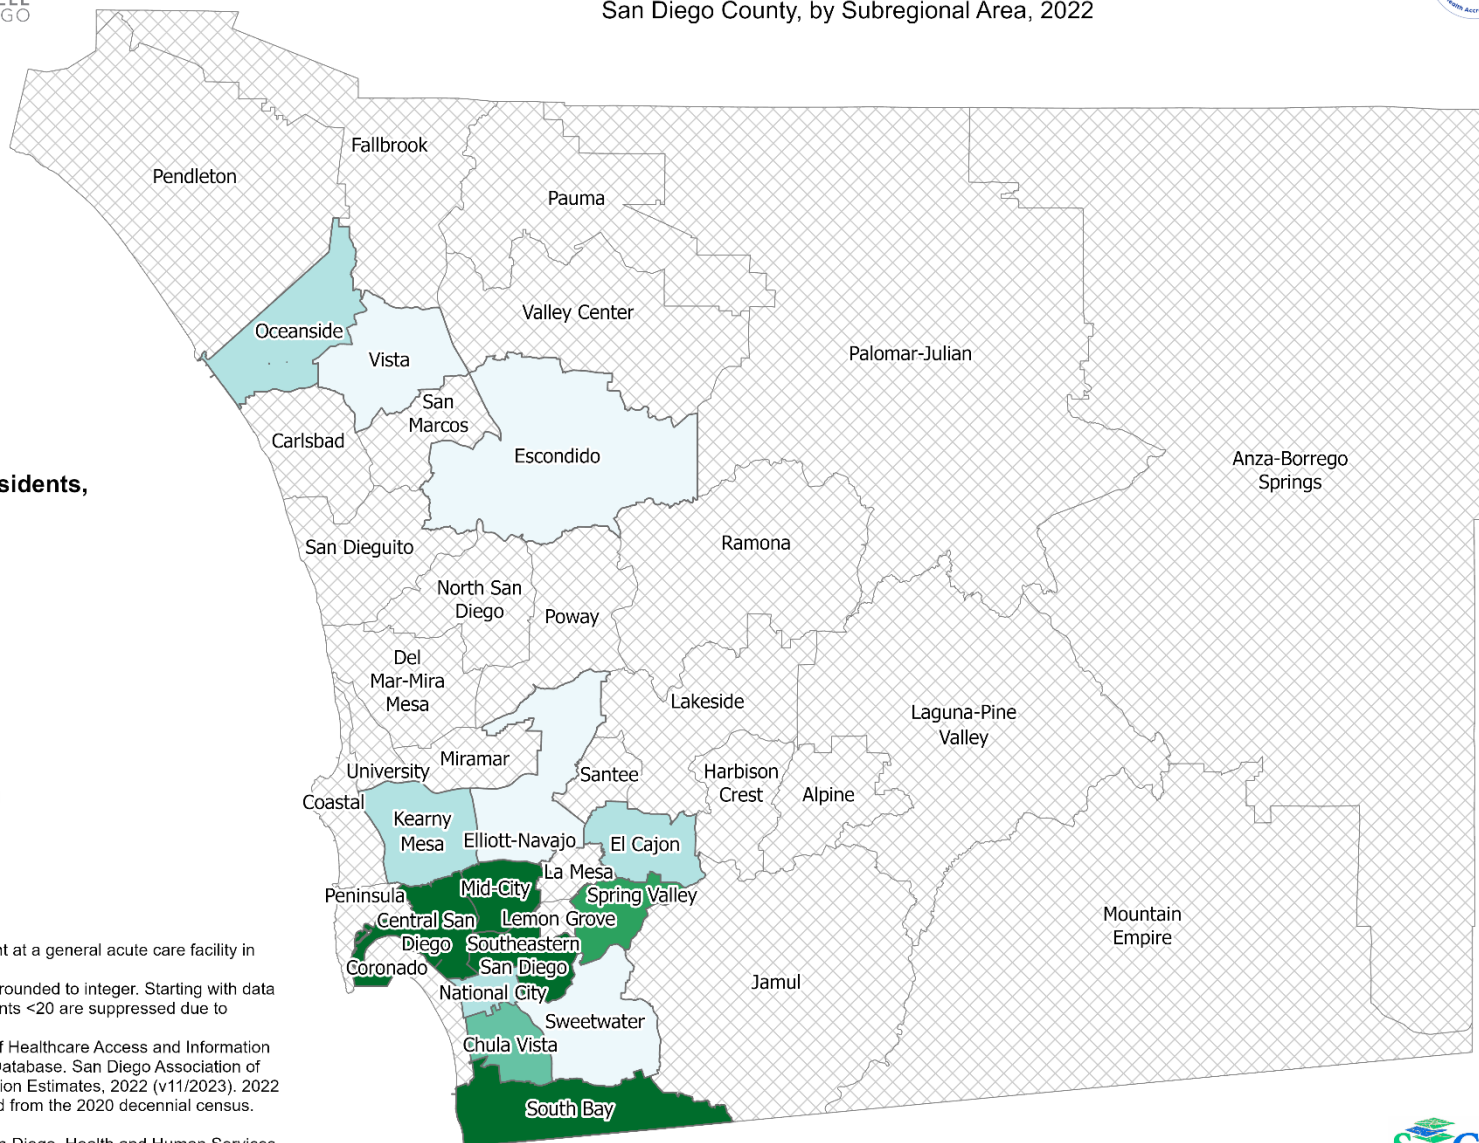 GO
San Diego County, by Subregional Area, 2022
Fallbrook
Pendleton
Pauma
Valley Center
Oceanside
Vista
Palomar-Julian
San
Marcos
Carlsbad
Escondido
Anza-Borrego
Springs
sidents,
San Dieguito
Ramona
North San
Diego
Poway
Del
Mar-Mira
Mesa
Lakeside
Laguna-Pine
Valley
Miramar
University
Santee
Harbison
Crest
Alpine
Coastal
Kearny
Mesa
Elliott-Navajo
El Cajon
La Mesa
Mid-City
Peninsula
Spring Valley
Central San
Diego
Lemon Grove
Southeastern
San Diego
Mountain
Empire
Coronado
Jamul
National City
Sweetwater
Chula Vista
South Bay
nt at a general acute care facility in
rounded to integer. Starting with data
nts <20 are suppressed due to
f Healthcare Access and Information
Database. San Diego Association of
ion Estimates, 2022 (v11/2023). 2022
d from the 2020 decennial census.
n Diego, Health and Human Services